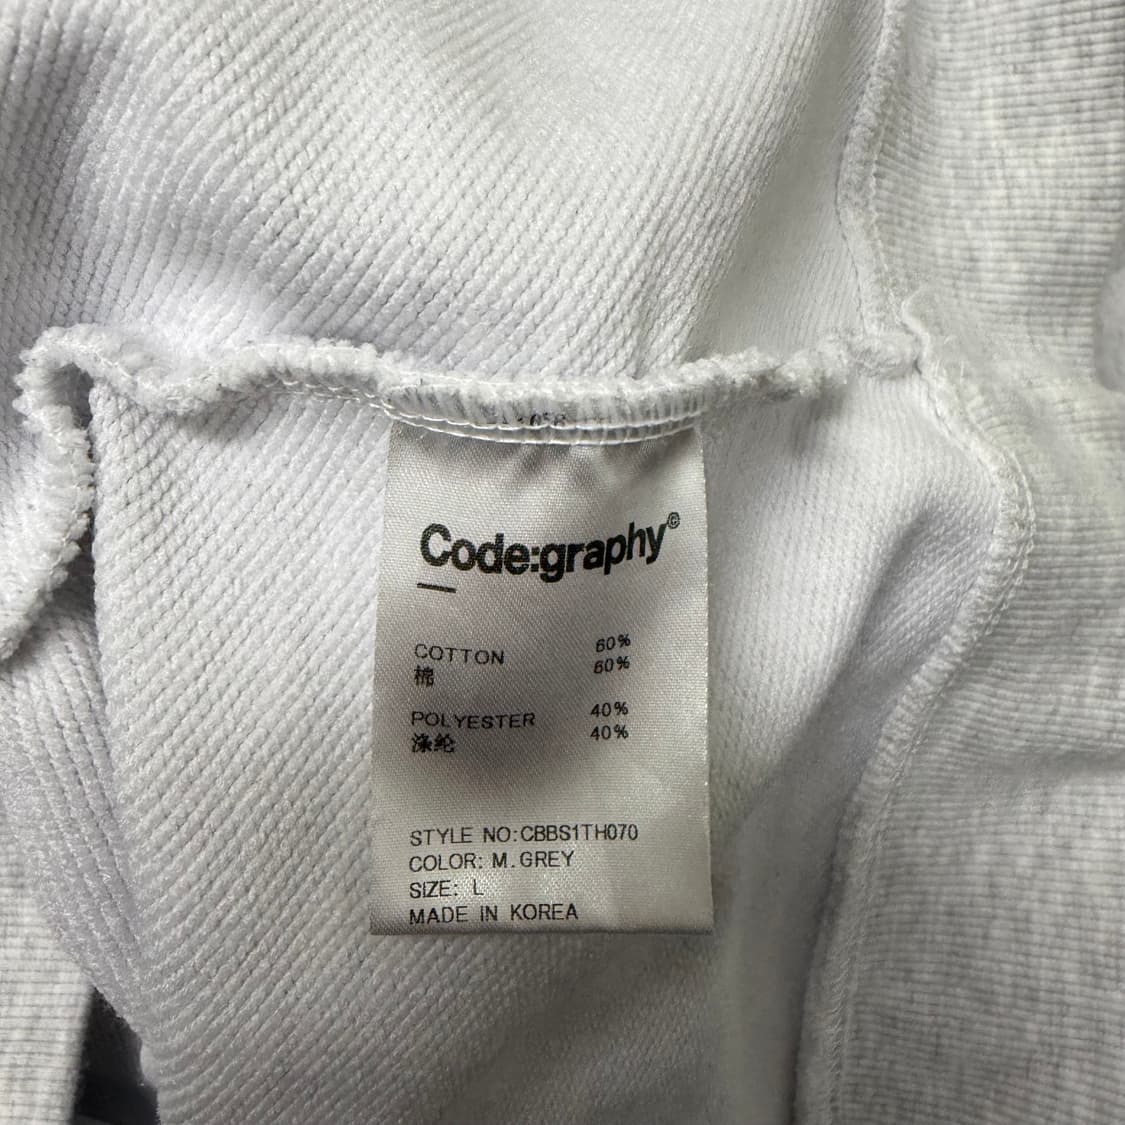 Code:graphy©
COTTON 60%
棉 60%
POLYESTER 40%
涤纶 40%
STYLE NO:CBBS1TH070
COLOR: M.GREY
SIZE: L
MADE IN KOREA